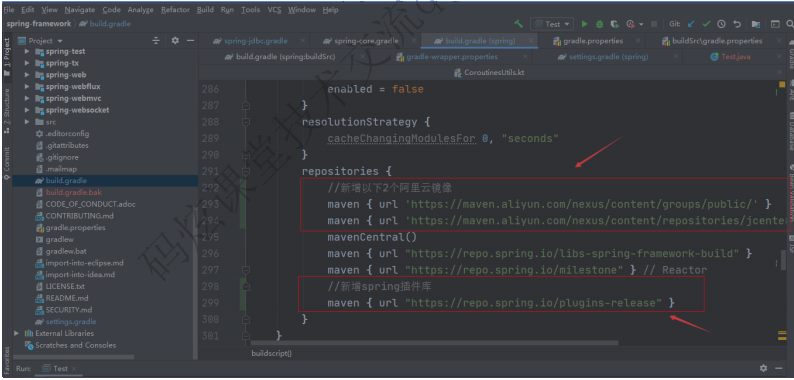 File Edit View Navigate Code Analyze Refactor Build Run Tools VCS Window Help
spring-framework build.gradle
Test
Git:
Project
spring-jdbc.gradle
spring-core.gradle
build.gradle (spring)
gradle.properties
buildSrc\gradle.properties
build.gradle (spring:buildSrc)
gradle-wrapper.properties
settings.gradle (spring)
Test.java
CoroutinesUtils.kt
1: Project
Z: Structure
Commit
Favorites
spring-test
spring-tx
spring-web
spring-webflux
spring-webmvc
spring-websocket
src
.editorconfig
.gitattributes
.gitignore
.mailmap
build.gradle
build.gradle.bak
CODE_OF_CONDUCT.adoc
CONTRIBUTING.md
gradle.properties
gradlew
gradlew.bat
import-into-eclipse.md
import-into-idea.md
LICENSE.txt
README.md
SECURITY.md
settings.gradle
External Libraries
Scratches and Consoles
286 enabled = false
287 }
288 resolutionStrategy {
289 cacheChangingModulesFor 0, "seconds"
290 }
291 repositories {
292 //新增以下2个阿里云镜像
293 maven { url 'https://maven.aliyun.com/nexus/content/groups/public/' }
294 maven { url 'https://maven.aliyun.com/nexus/content/repositories/jcente
295 mavenCentral()
296 maven { url "https://repo.spring.io/libs-spring-framework-build" }
297 maven { url "https://repo.spring.io/milestone" } // Reactor
298 //新增spring插件库
299 maven { url "https://repo.spring.io/plugins-release" }
300 }
301 }
buildscript{}
Run: Test